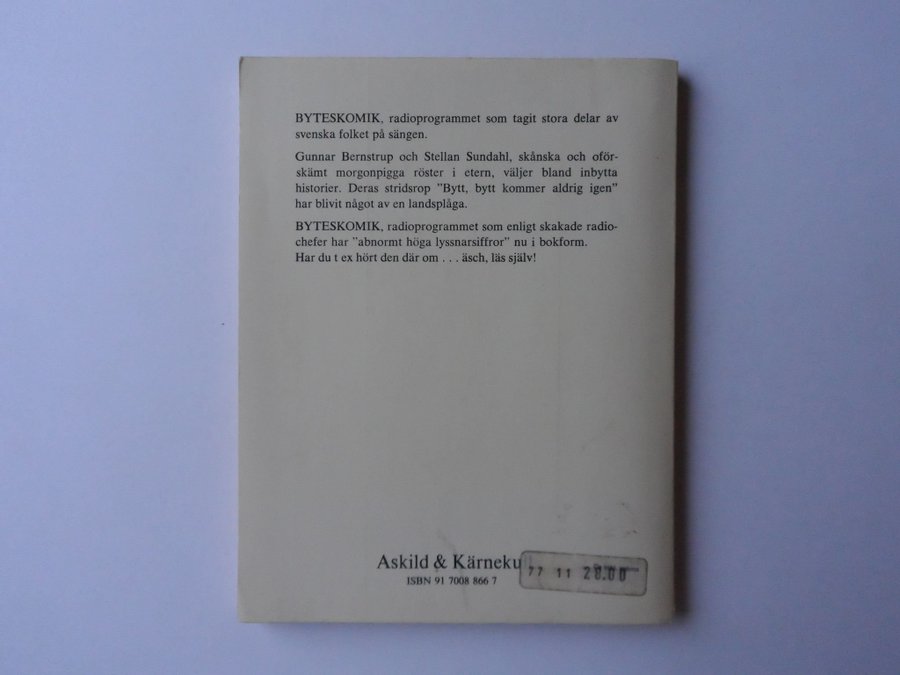 BYTESKOMIK, radioprogrammet som tagit stora delar av
svenska folket på sängen.
Gunnar Bernstrup och Stellan Sundahl, skånska och oför-
skämt morgonpigga röster i etern, väljer bland inbytta
historier. Deras stridsrop ”Bytt, bytt kommer aldrig igen”
har blivit något av en landsplåga.
BYTESKOMIK, radioprogrammet som enligt skakade radio-
chefer har ”abnormt höga lyssnarsiffror” nu i bokform.
Har du t ex hört den där om . . . äsch, läs själv!
Askild & Kärneku
ISBN 91 7008 866 7
77 11 28.00